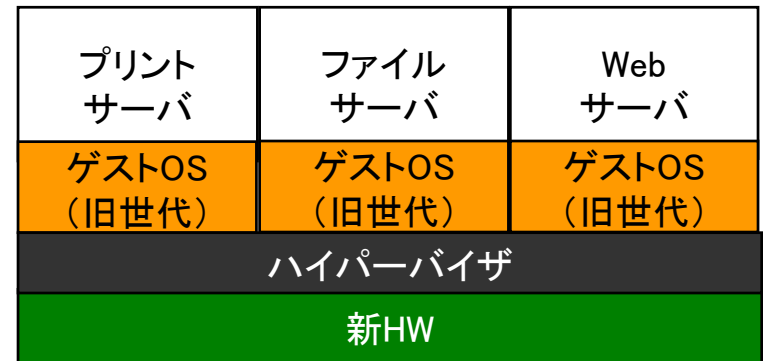 プリント
サーバ
ファイル
サーバ
Web
サーバ
ゲストOS
（旧世代）
ゲストOS
（旧世代）
ゲストOS
（旧世代）
ハイパーバイザ
新HW